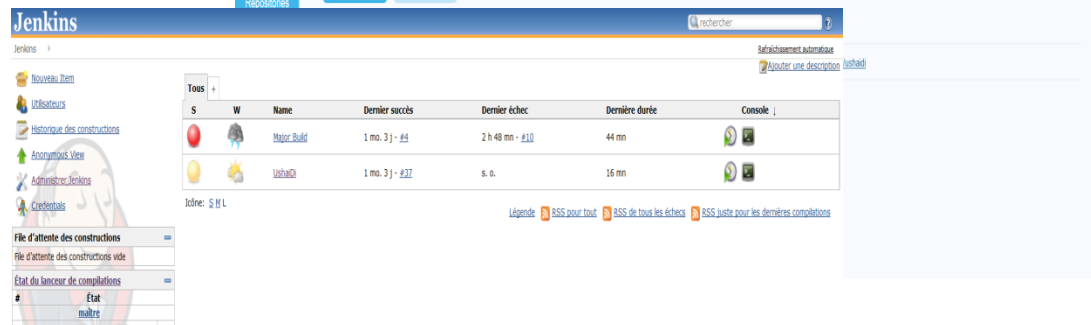 Repositories
Jenkins
rechercher
Jenkins
Rafraîchissement automatique
Ajouter une description
/ushaidi
Nouveau Item
Utilisateurs
Historique des constructions
Anonymous View
Administrer Jenkins
Credentials
File d'attente des constructions
File d'attente des constructions vide
État du lanceur de compilations
# État
maître
Tous +
S W Name Dernier succès Dernier échec Dernière durée Console ↓
Major Build 1 mo. 3 j - #4 2 h 48 mn - #10 44 mn
UshaiDi 1 mo. 3 j - #37 s. o. 16 mn
Icône: S M L
Légende RSS pour tout RSS de tous les échecs RSS juste pour les dernières compilations